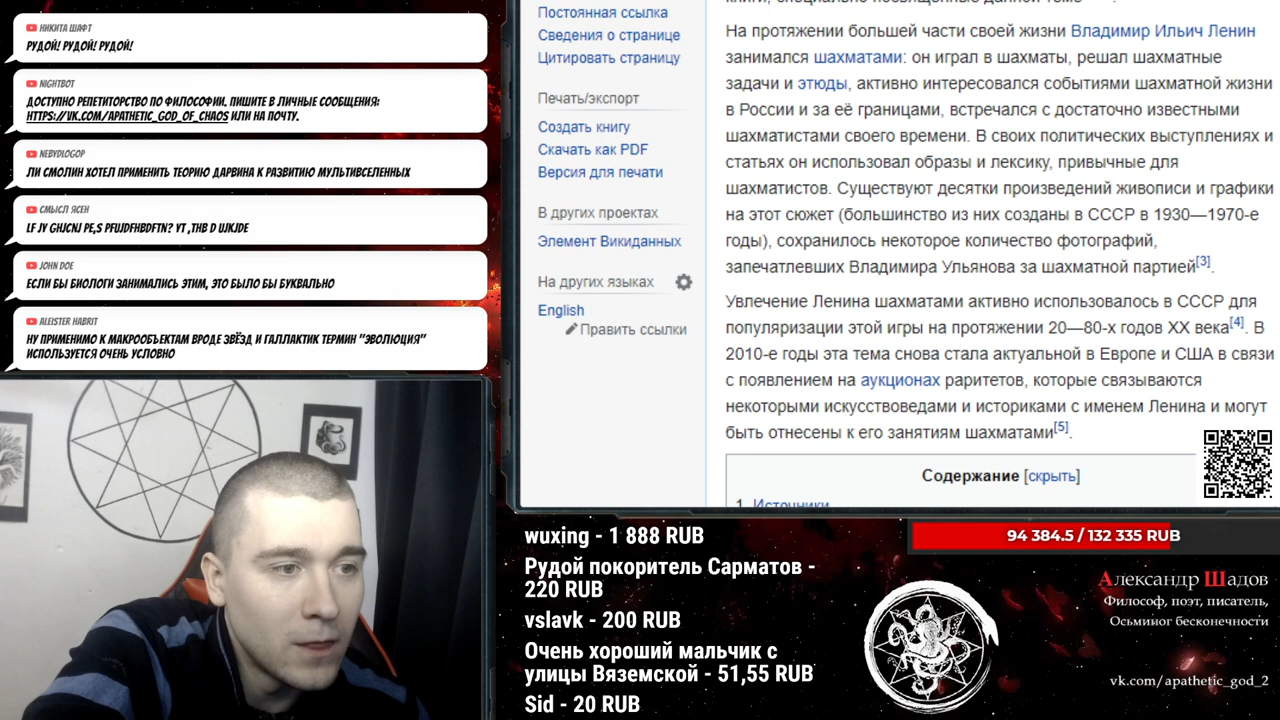 НИКИТА ШАФТ
РУДОЙ! РУДОЙ! РУДОЙ!
NIGHTBOT
ДОСТУПНО РЕПЕТИТОРСТВО ПО ФИЛОСОФИИ. ПИШИТЕ В ЛИЧНЫЕ СООБЩЕНИЯ:
HTTPS://VK.COM/APATHETIC_GOD_OF_CHAOS ИЛИ НА ПОЧТУ.
NEBYDLOGOP
ЛИ СМОЛИН ХОТЕЛ ПРИМЕНИТЬ ТЕОРИЮ ДАРВИНА К РАЗВИТИЮ МУЛЬТИВСЕЛЕННЫХ
СМЫСЛ ЯСЕН
LF JY GHJCNJ PE,S PFUJDFHBDFTN? YT ,THB D UJKJDE
JOHN DOE
ЕСЛИ БЫ БИОЛОГИ ЗАНИМАЛИСЬ ЭТИМ, ЭТО БЫЛО БЫ БУКВАЛЬНО
ALEISTER HABRIT
НУ ПРИМЕНИМО К МАКРООБЪЕКТАМ ВРОДЕ ЗВЁЗД И ГАЛЛАКТИК ТЕРМИН "ЭВОЛЮЦИЯ"
ИСПОЛЬЗУЕТСЯ ОЧЕНЬ УСЛОВНО
Постоянная ссылка
Сведения о странице
Цитировать страницу
Печать/экспорт
Создать книгу
Скачать как PDF
Версия для печати
В других проектах
Элемент Викиданных
На других языках
English
Править ссылки
На протяжении большей части своей жизни Владимир Ильич Ленин
занимался шахматами: он играл в шахматы, решал шахматные
задачи и этюды, активно интересовался событиями шахматной жизни
в России и за её границами, встречался с достаточно известными
шахматистами своего времени. В своих политических выступлениях и
статьях он использовал образы и лексику, привычные для
шахматистов. Существуют десятки произведений живописи и графики
на этот сюжет (большинство из них созданы в СССР в 1930—1970-е
годы), сохранилось некоторое количество фотографий,
запечатлевших Владимира Ульянова за шахматной партией[3].
Увлечение Ленина шахматами активно использовалось в СССР для
популяризации этой игры на протяжении 20—80-х годов XX века[4]. В
2010-е годы эта тема снова стала актуальной в Европе и США в связи
с появлением на аукционах раритетов, которые связываются
некоторыми искусствоведами и историками с именем Ленина и могут
быть отнесены к его занятиям шахматами[5].
Содержание [скрыть]
1 Источники
wuxing - 1 888 RUB
Рудой покоритель Сарматов -
220 RUB
vslavk - 200 RUB
Очень хороший мальчик с
улицы Вяземской - 51,55 RUB
Sid - 20 RUB
94 384.5 / 132 335 RUB
Александр Шадов
Философ, поэт, писатель,
Осьминог бесконечности
vk.com/apathetic_god_2